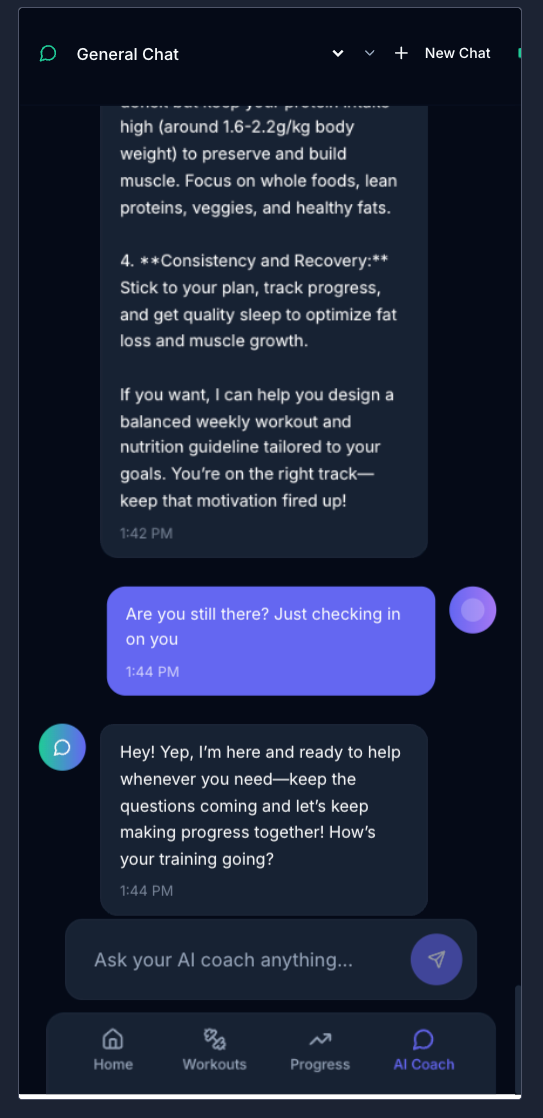 General Chat
New Chat
deficit but keep your protein intake
high (around 1.6-2.2g/kg body
weight) to preserve and build
muscle. Focus on whole foods, lean
proteins, veggies, and healthy fats.
4. **Consistency and Recovery:**
Stick to your plan, track progress,
and get quality sleep to optimize fat
loss and muscle growth.
If you want, I can help you design a
balanced weekly workout and
nutrition guideline tailored to your
goals. You’re on the right track—
keep that motivation fired up!
1:42 PM
Are you still there? Just checking in
on you
1:44 PM
Hey! Yep, I’m here and ready to help
whenever you need—keep the
questions coming and let’s keep
making progress together! How’s
your training going?
1:44 PM
Ask your AI coach anything...
Home
Workouts
Progress
AI Coach